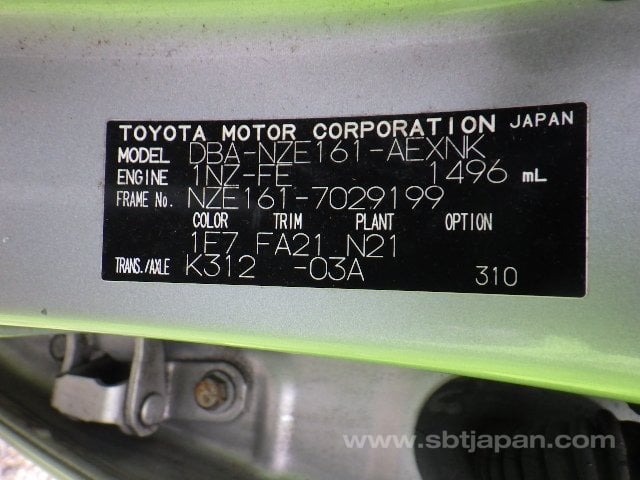 TOYOTA MOTOR CORPORATION JAPAN
MODEL DBA-NZE161-AEXNK
ENGINE 1NZ-FE 1496 mL
FRAME No. NZE161-7029199
COLOR TRIM PLANT OPTION
1F7 FA21 N21
TRANS./AXLE K312 -03A 310
www.sbtjapan.com